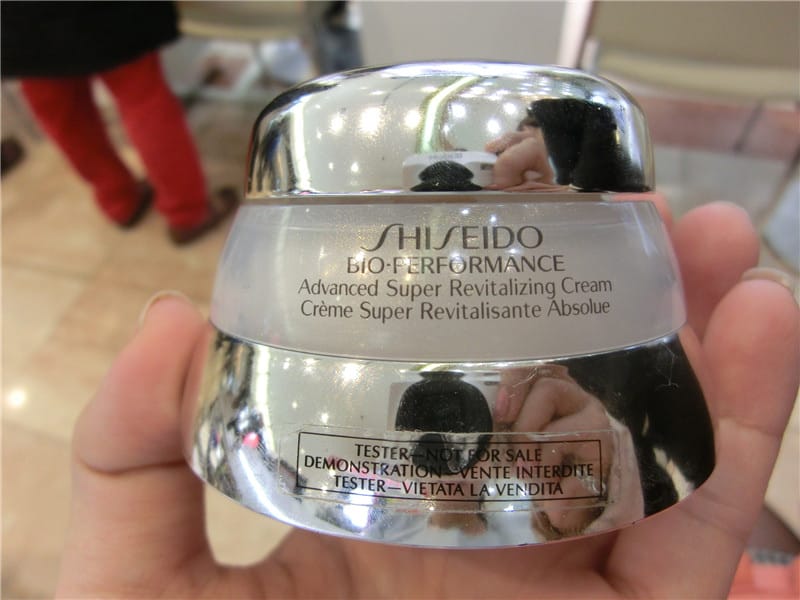 SHISEIDO
BIO-PERFORMANCE
Advanced Super Revitalizing Cream
Crème Super Revitalisante Absolue
TESTER—NOT FOR SALE
DEMONSTRATION—VENTE INTERDITE
TESTER—VIETATA LA VENDITA